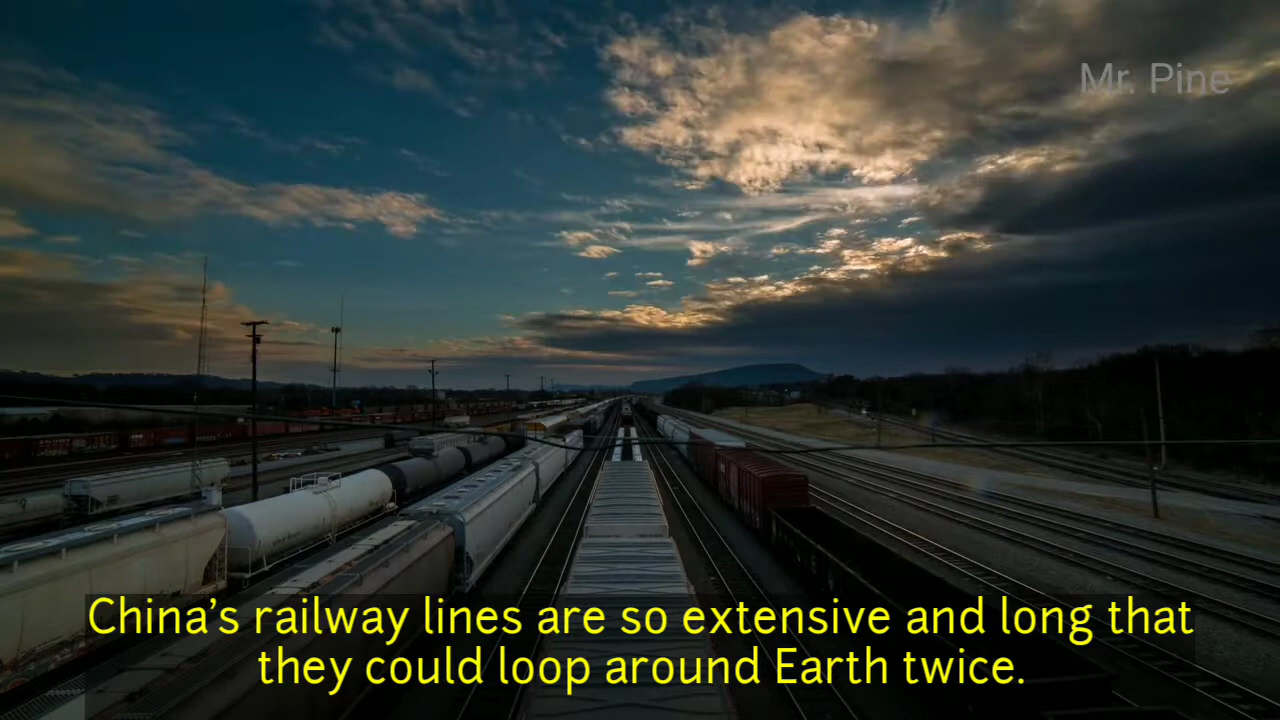 Mr. Pine
China’s railway lines are so extensive and long that
they could loop around Earth twice.